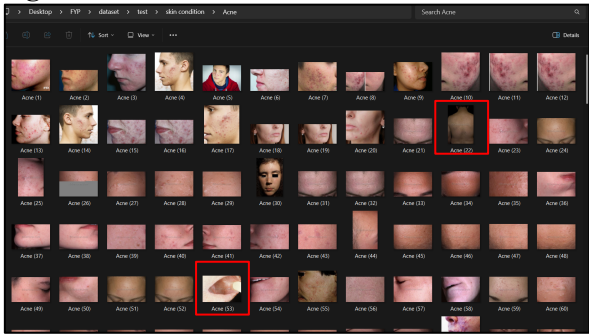 Desktop > FYP > dataset > test > skin condition > Acne
Search Acne
Sort
View
Details
Acne (1) Acne (2) Acne (3) Acne (4) Acne (5) Acne (6) Acne (7) Acne (8) Acne (9) Acne (10) Acne (11) Acne (12)
Acne (13) Acne (14) Acne (15) Acne (16) Acne (17) Acne (18) Acne (19) Acne (20) Acne (21) Acne (22) Acne (23) Acne (24)
Acne (25) Acne (26) Acne (27) Acne (28) Acne (29) Acne (30) Acne (31) Acne (32) Acne (33) Acne (34) Acne (35) Acne (36)
Acne (37) Acne (38) Acne (39) Acne (40) Acne (41) Acne (42) Acne (43) Acne (44) Acne (45) Acne (46) Acne (47) Acne (48)
Acne (49) Acne (50) Acne (51) Acne (52) Acne (53) Acne (54) Acne (55) Acne (56) Acne (57) Acne (58) Acne (59) Acne (60)